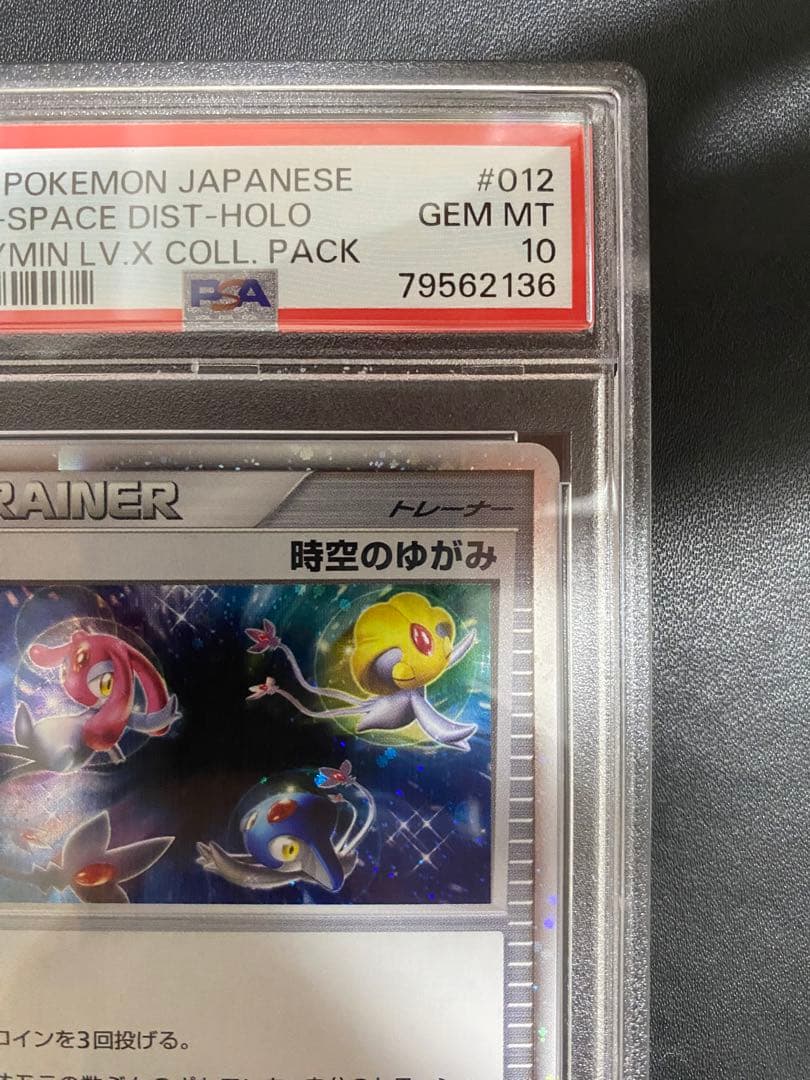 POKEMON JAPANESE #012
-SPACE DIST-HOLO GEM MT
YMIN LV.X COLL. PACK 10
PSA 79562136
RAINER トレーナー
時空のゆがみ
コインを3回投げる。